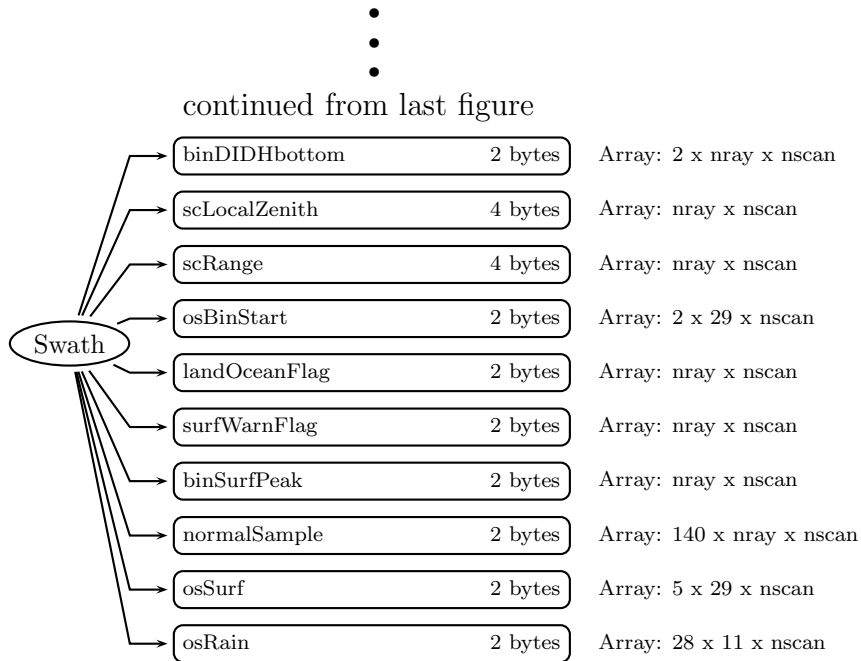 continued from last figure
binDIDHbottom 2 bytes Array: 2 x nray x nscan
scLocalZenith 4 bytes Array: nray x nscan
scRange 4 bytes Array: nray x nscan
osBinStart 2 bytes Array: 2 x 29 x nscan
Swath
landOceanFlag 2 bytes Array: nray x nscan
surfWarnFlag 2 bytes Array: nray x nscan
binSurfPeak 2 bytes Array: nray x nscan
normalSample 2 bytes Array: 140 x nray x nscan
osSurf 2 bytes Array: 5 x 29 x nscan
osRain 2 bytes Array: 28 x 11 x nscan